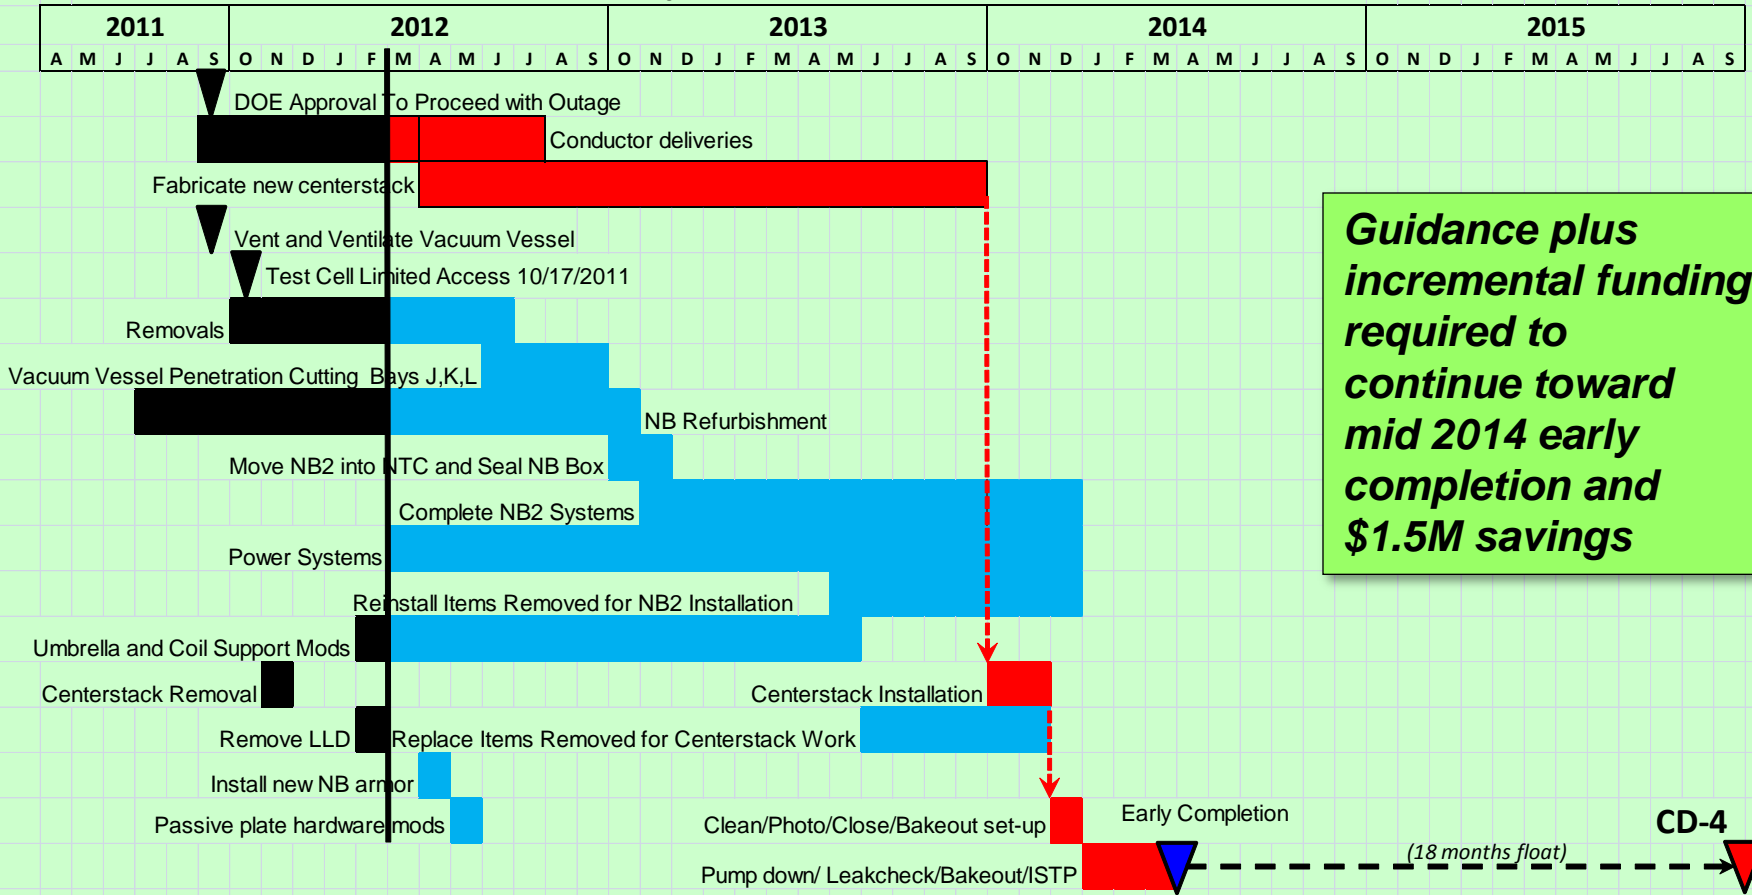 2011 2012 2013 2014 2015
A M J J A S O N D J F M A M J J A S O N D J F M A M J J A S O N D J F M A M J J A S O N D J F M A M J J A S
DOE Approval To Proceed with Outage
Conductor deliveries
Fabricate new centerstack
Vent and Ventilate Vacuum Vessel
Test Cell Limited Access 10/17/2011
Removals
Vacuum Vessel Penetration Cutting Bays J,K,L
NB Refurbishment
Move NB2 into NTC and Seal NB Box
Complete NB2 Systems
Power Systems
Reinstall Items Removed for NB2 Installation
Umbrella and Coil Support Mods
Centerstack Removal Centerstack Installation
Remove LLD Replace Items Removed for Centerstack Work
Install new NB armor
Passive plate hardware mods Clean/Photo/Close/Bakeout set-up Early Completion CD-4
Pump down/ Leakcheck/Bakeout/ISTP (18 months float)
Guidance plus
incremental funding
required to
continue toward
mid 2014 early
completion and
$1.5M savings